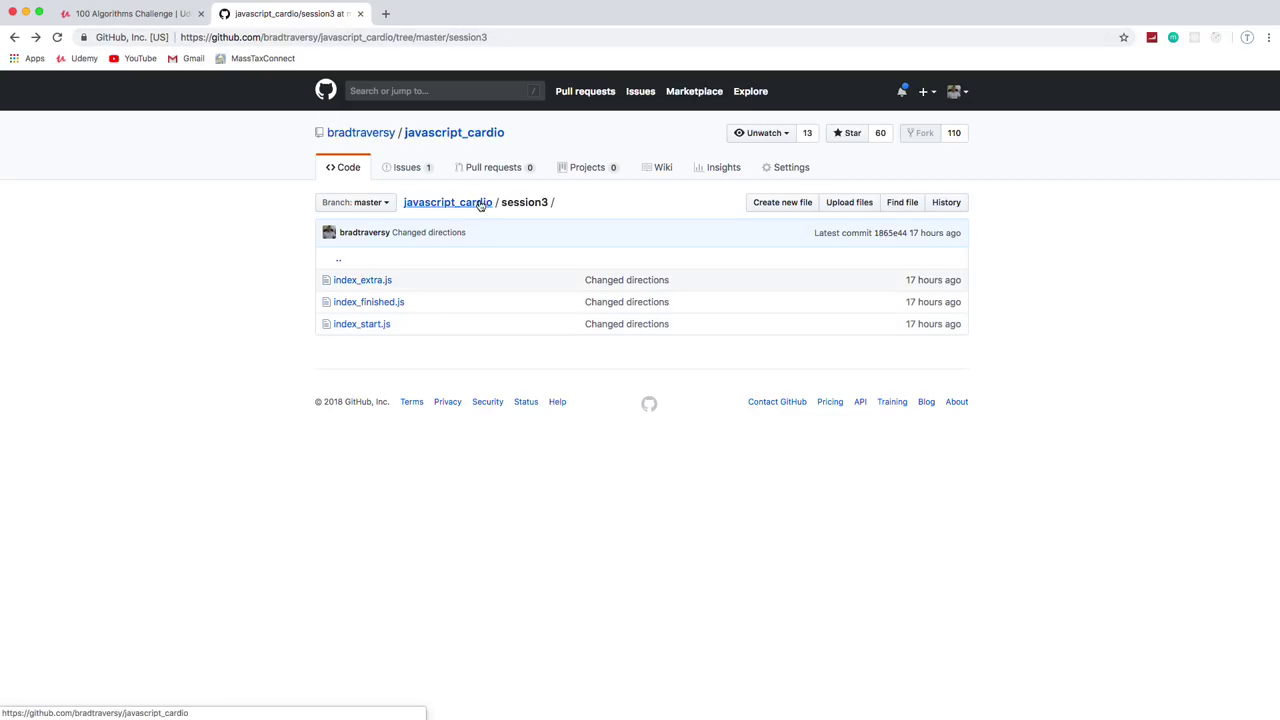 100 Algorithms Challenge | Ud
javascript_cardio/session3 at
GitHub, Inc. [US] https://github.com/bradtraversy/javascript_cardio/tree/master/session3
Apps Udemy YouTube Gmail MassTaxConnect
Search or jump to... / Pull requests Issues Marketplace Explore
bradtraversy / javascript_cardio Unwatch 13 Star 60 Fork 110
Code Issues 1 Pull requests 0 Projects 0 Wiki Insights Settings
Branch: master javascript_cardio / session3 / Create new file Upload files Find file History
bradtraversy Changed directions Latest commit 1865e44 17 hours ago
..
index_extra.js Changed directions 17 hours ago
index_finished.js Changed directions 17 hours ago
index_start.js Changed directions 17 hours ago
© 2018 GitHub, Inc. Terms Privacy Security Status Help Contact GitHub Pricing API Training Blog About
https://github.com/bradtraversy/javascript_cardio